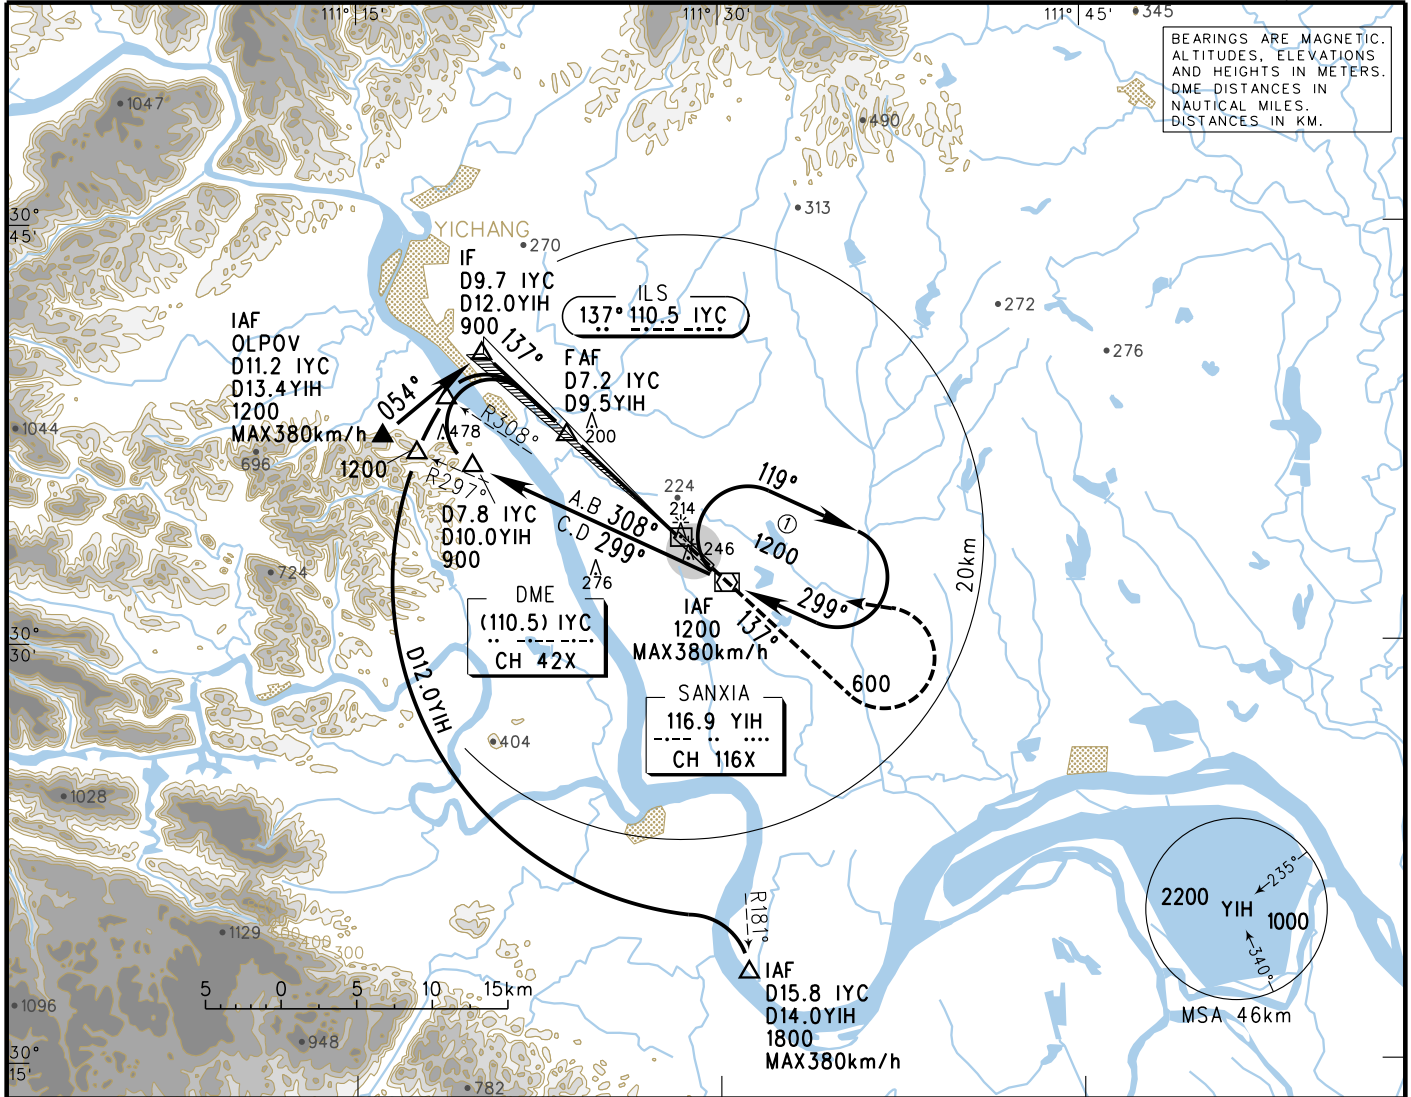 111° 15'
111° 30'
111° 45'
345
BEARINGS ARE MAGNETIC.
ALTITUDES, ELEVATIONS
AND HEIGHTS IN METERS.
DME DISTANCES IN
NAUTICAL MILES.
DISTANCES IN KM.
1047
490
313
30°
45'
YICHANG
270
IF
D9.7 IYC
D12.0YIH
900
ILS
137° 110.5 IYC
272
276
IAF
OLPOV
D11.2 IYC
D13.4YIH
1200
MAX380km/h
137°
FAF
D7.2 IYC
D9.5YIH
054°
R308°
200
478
1044
696
1200
R297°
D7.8 IYC
D10.0YIH
900
A.B 308°
C.D 299°
224
214
246
276
119°
1
1200
299°
20km
724
DME
(110.5) IYC
CH 42X
IAF
1200
MAX380km/h
137°
600
30°
30'
D12.0YIH
SANXIA
116.9 YIH
CH 116X
404
1028
1129
500
400
300
R181°
IAF
D15.8 IYC
D14.0YIH
1800
MAX380km/h
2200
YIH
1000
235°
340°
MSA 46km
5 0 5 10 15km
1096
948
782
30°
15'